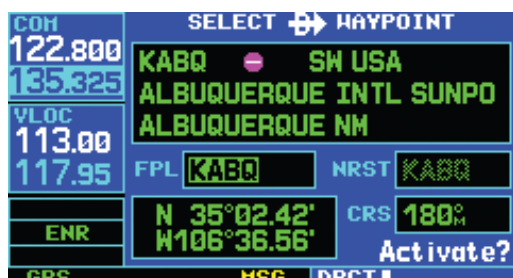 COM
122.800
135.325
VLOC
113.00
117.95
ENR
SELECT D WAYPOINT
KABQ SW USA
ALBUQUERQUE INTL SUNPO
ALBUQUERQUE NM
FPL KABQ NRST KABQ
N 35°02.42'
W106°36.56'
CRS 180°M
Activate?
GPS MSG DRCT